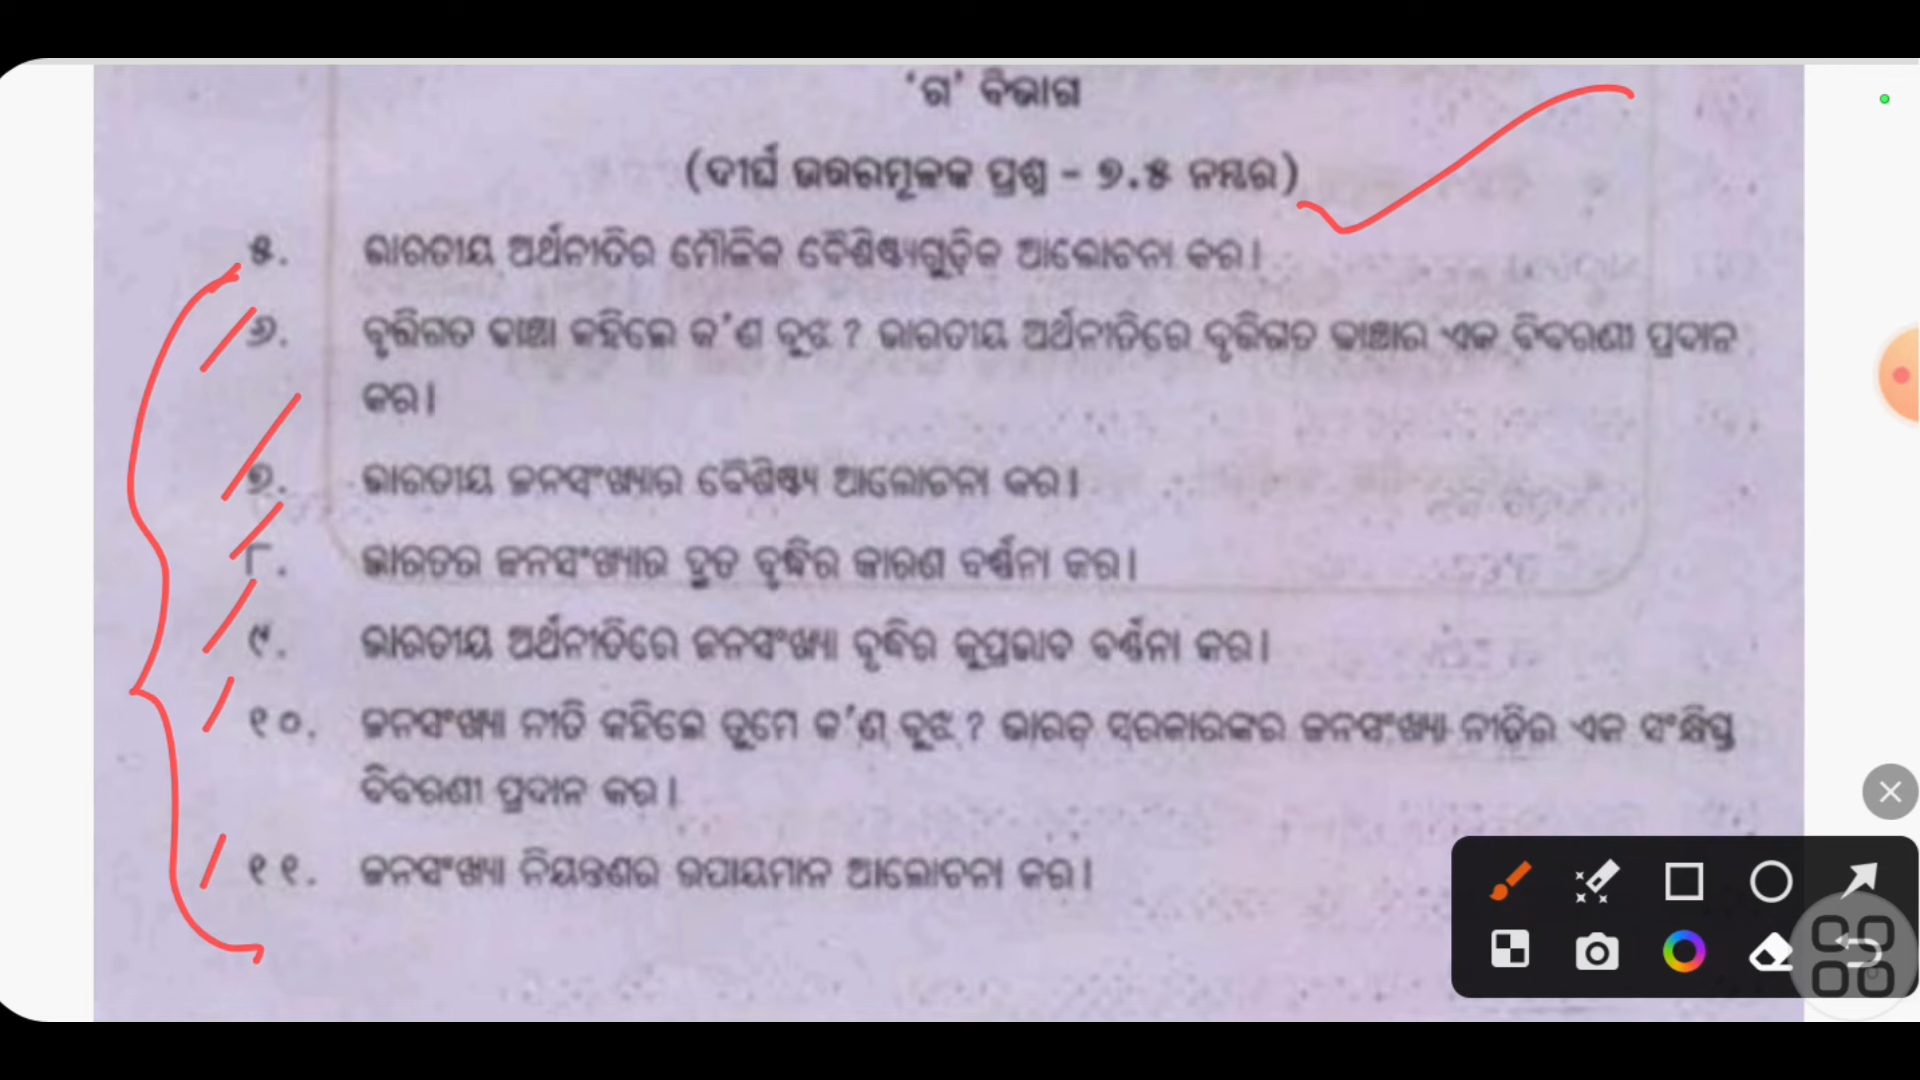 ‘ଗ’ ବିଭାଗ
(ଦୀର୍ଘ ଉତ୍ତରମୂଳକ ପ୍ରଶ୍ନ – ୭.୫ ନମ୍ବର)
୫. ଭାରତୀୟ ଅର୍ଥନୀତିର ମୌଳିକ ବୈଶିଷ୍ଟ୍ୟଗୁଡ଼ିକ ଆଲୋଚନା କର।
୬. ବୃତ୍ତିଗତ ଢାଞ୍ଚା କହିଲେ କ’ଣ ବୁଝ ? ଭାରତୀୟ ଅର୍ଥନୀତିରେ ବୃତ୍ତିଗତ ଢାଞ୍ଚାର ଏକ ବିବରଣୀ ପ୍ରଦାନ
କର।
୭. ଭାରତୀୟ ଜନସଂଖ୍ୟାର ବୈଶିଷ୍ଟ୍ୟ ଆଲୋଚନା କର।
୮. ଭାରତର ଜନସଂଖ୍ୟାର ଦ୍ରୁତ ବୃଦ୍ଧିର କାରଣ ବର୍ଣ୍ଣନା କର।
୯. ଭାରତୀୟ ଅର୍ଥନୀତିରେ ଜନସଂଖ୍ୟା ବୃଦ୍ଧିର କୁପ୍ରଭାବ ବର୍ଣ୍ଣନା କର।
୧୦. ଜନସଂଖ୍ୟା ନୀତି କହିଲେ ତୁମେ କ’ଣ ବୁଝ ? ଭାରତ ସରକାରଙ୍କର ଜନସଂଖ୍ୟା ନୀତିର ଏକ ସଂକ୍ଷିପ୍ତ
ବିବରଣୀ ପ୍ରଦାନ କର।
୧୧. ଜନସଂଖ୍ୟା ନିୟନ୍ତ୍ରଣର ଉପାୟମାନ ଆଲୋଚନା କର।